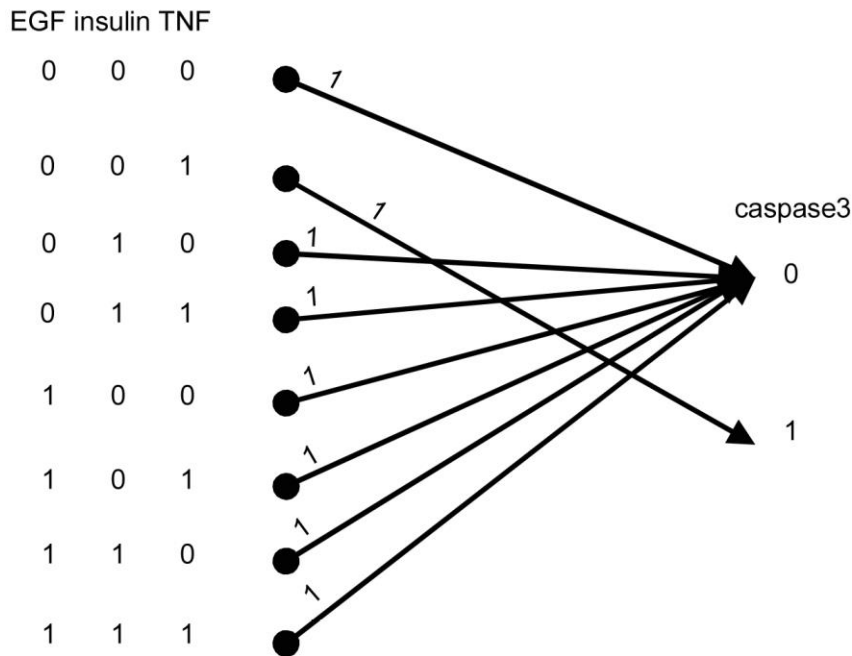 EGF insulin TNF
0 0 0 1
0 0 1 1
caspase3
0 1 0 1 0
0 1 1 1
1 0 0 1
1
1 0 1 1
1 1 0 1
1 1 1 1